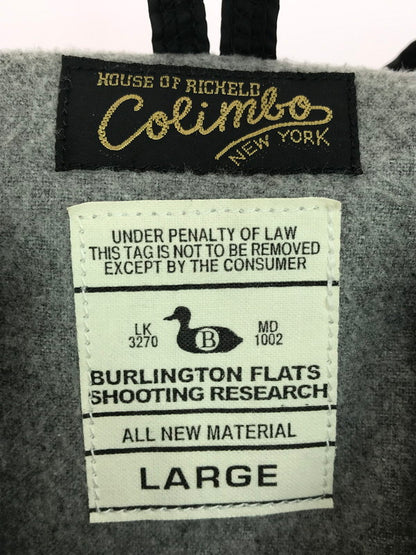 HOUSE OF RICHELD
Colimbo
NEW YORK
UNDER PENALTY OF LAW
THIS TAG IS NOT TO BE REMOVED
EXCEPT BY THE CONSUMER
LK
3270
B
MD
1002
BURLINGTON FLATS
SHOOTING RESEARCH
ALL NEW MATERIAL
LARGE